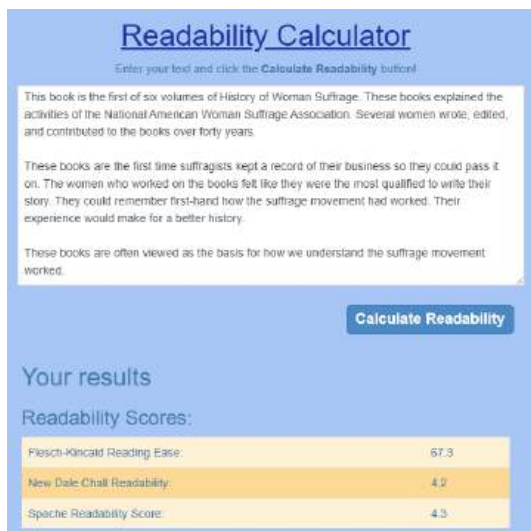 Readability Calculator
Enter your text and click the Calculate Readability button!
This book is the first of six volumes of History of Woman Suffrage. These books explained the
activities of the National American Woman Suffrage Association. Several women wrote, edited,
and contributed to the books over forty years.
These books are the first time suffragists kept a record of their business so they could pass it
on. The women who worked on the books felt like they were the most qualified to write their
story. They could remember first-hand how the suffrage movement had worked. Their
experience would make for a better history.
These books are often viewed as the basis for how we understand the suffrage movement
worked.
Calculate Readability
Your results
Readability Scores:
Flesch-Kincaid Reading Ease: 67.3
New Dale Chall Readability: 4.2
Spache Readability Score: 4.3